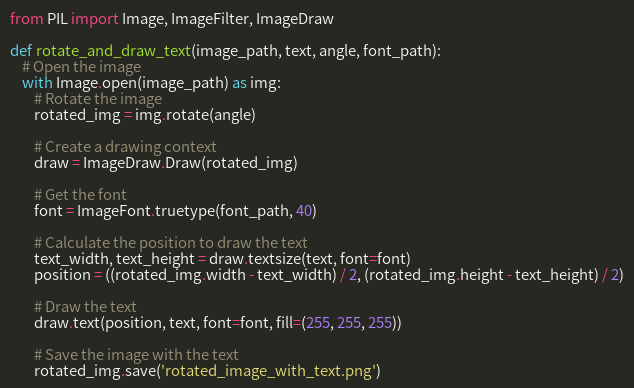 from PIL import Image, ImageFilter, ImageDraw

def rotate_and_draw_text(image_path, text, angle, font_path):
    # Open the image
    with Image.open(image_path) as img:
        # Rotate the image
        rotated_img = img.rotate(angle)

        # Create a drawing context
        draw = ImageDraw.Draw(rotated_img)

        # Get the font
        font = ImageFont.truetype(font_path, 40)

        # Calculate the position to draw the text
        text_width, text_height = draw.textsize(text, font=font)
        position = ((rotated_img.width - text_width) / 2, (rotated_img.height - text_height) / 2)

        # Draw the text
        draw.text(position, text, font=font, fill=(255, 255, 255))

        # Save the image with the text
        rotated_img.save('rotated_image_with_text.png')